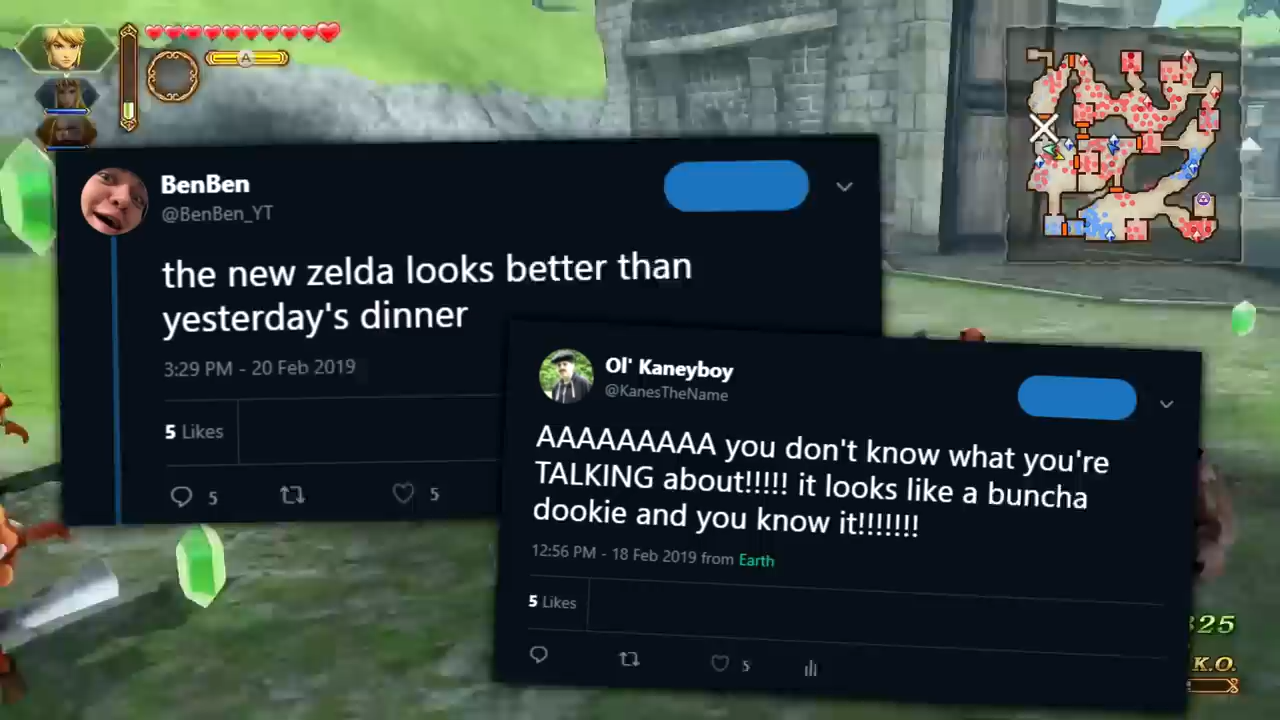 A
BenBen
@BenBen_YT
the new zelda looks better than
yesterday's dinner
3:29 PM - 20 Feb 2019
5 Likes
5
5
Ol' Kaneyboy
@KanesTheName
AAAAAAAAA you don't know what you're
TALKING about!!!!! it looks like a buncha
dookie and you know it!!!!!!!
12:56 PM - 18 Feb 2019 from Earth
5 Likes
5
K.O.